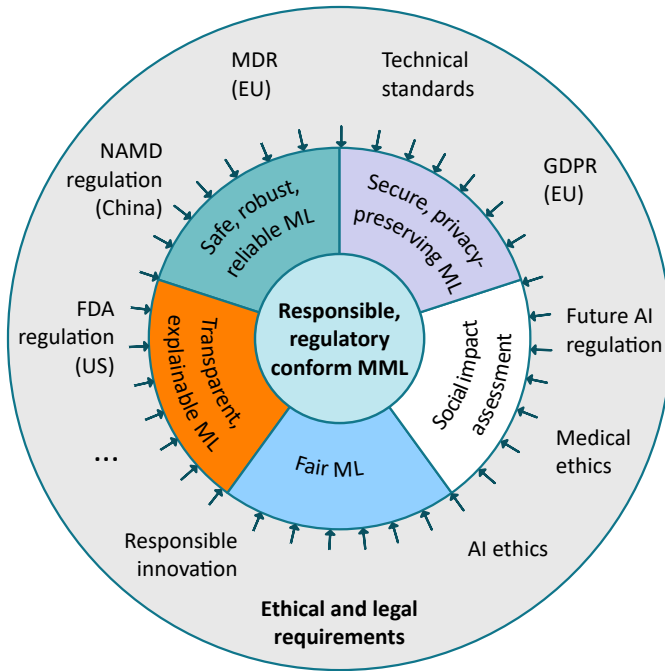 MDR
(EU)
Technical
standards
NAMD
regulation
(China)
GDPR
(EU)
Safe, robust,
reliable ML
Secure, privacy-
preserving ML
FDA
regulation
(US)
Transparent,
explainable ML
Responsible,
regulatory
conform MML
Social impact
assessment
Future AI
regulation
Fair ML
Medical
ethics
...
Responsible
innovation
AI ethics
Ethical and legal
requirements